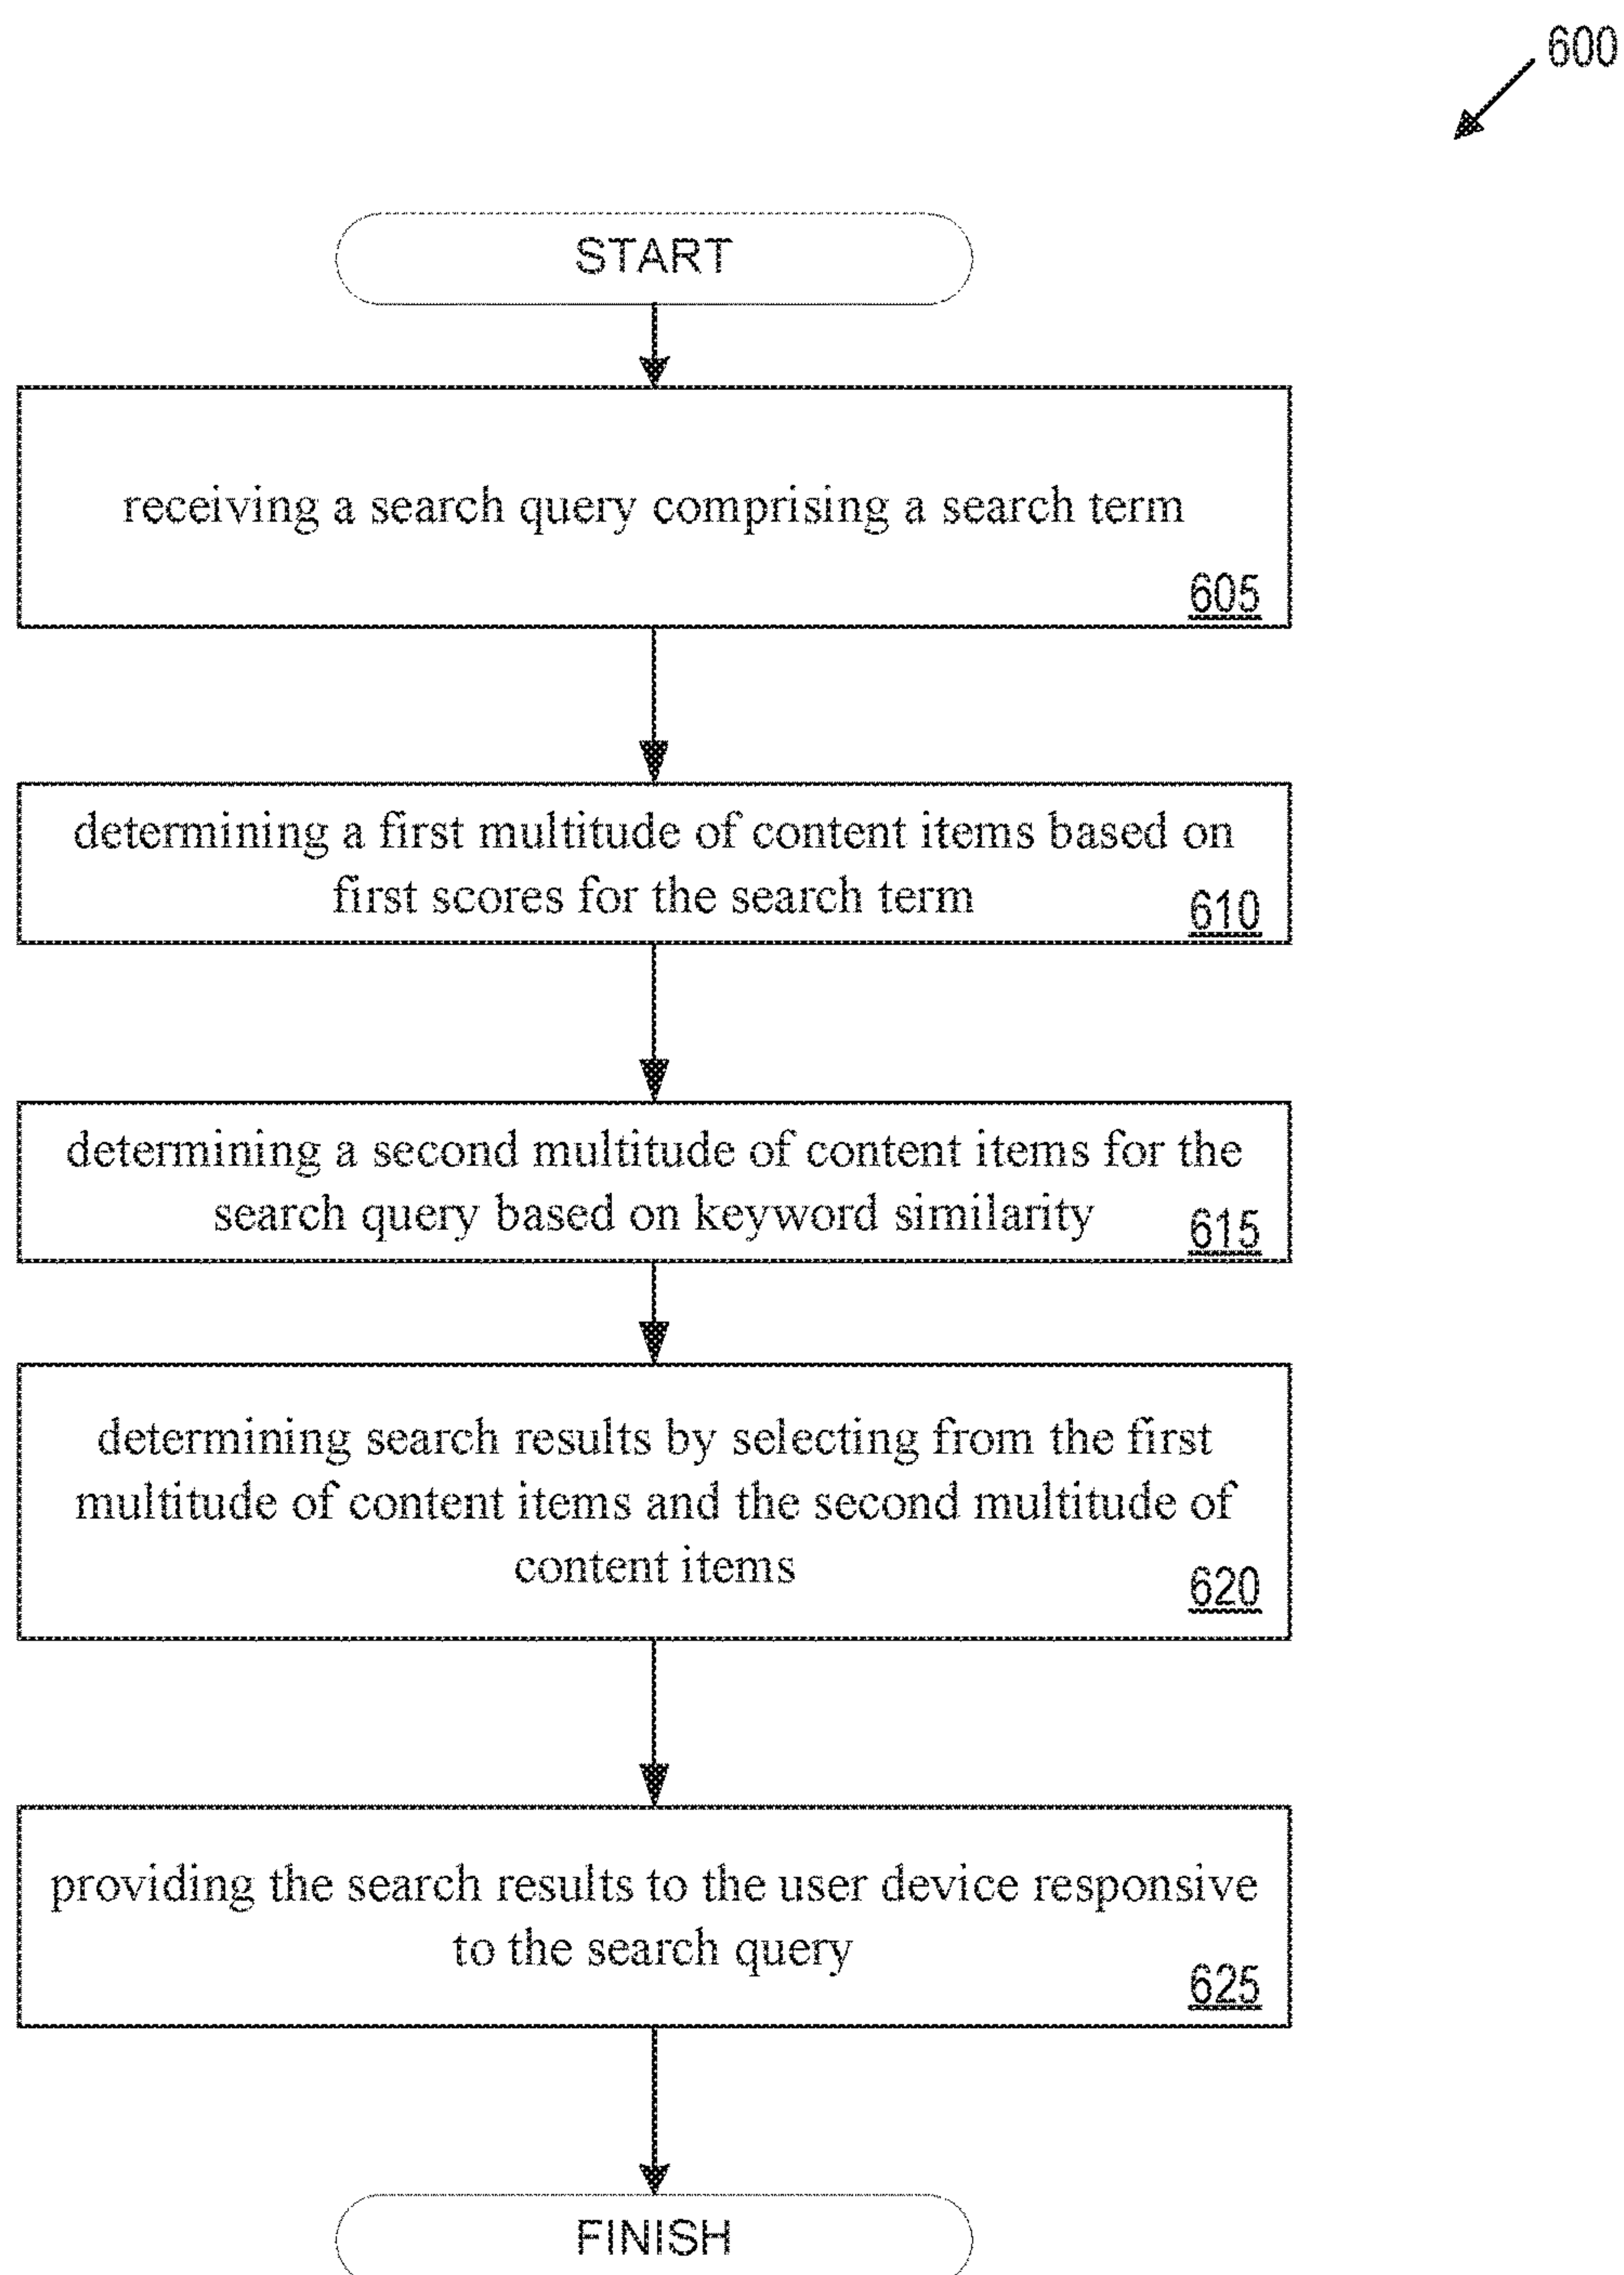 600
START
receiving a search query comprising a search term
605
determining a first multitude of content items based on
first scores for the search term
610
determining a second multitude of content items for the
search query based on keyword similarity
615
determining search results by selecting from the first
multitude of content items and the second multitude of
content items
620
providing the search results to the user device responsive
to the search query
625
FINISH